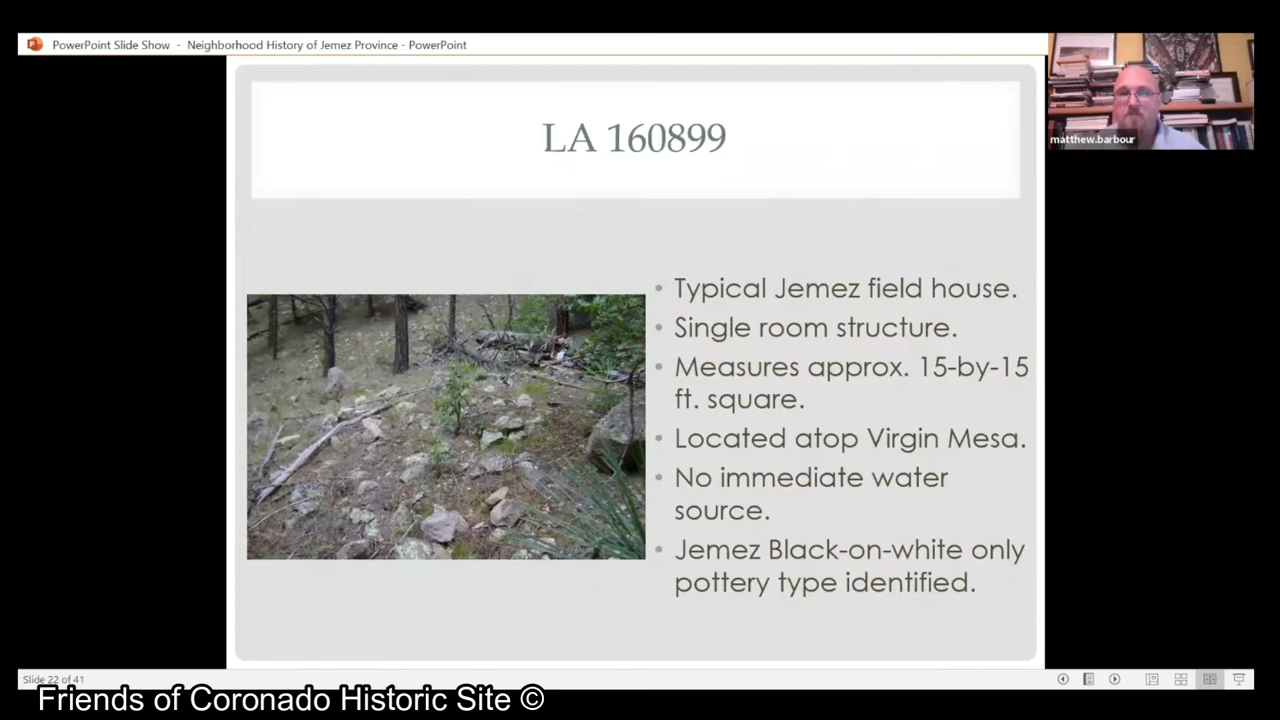 PowerPoint Slide Show - Neighborhood History of Jemez Province - PowerPoint
matthew.barbour
LA 160899
• Typical Jemez field house.
• Single room structure.
• Measures approx. 15-by-15
ft. square.
• Located atop Virgin Mesa.
• No immediate water
source.
• Jemez Black-on-white only
pottery type identified.
Slide 22 of 41
Friends of Coronado Historic Site ©